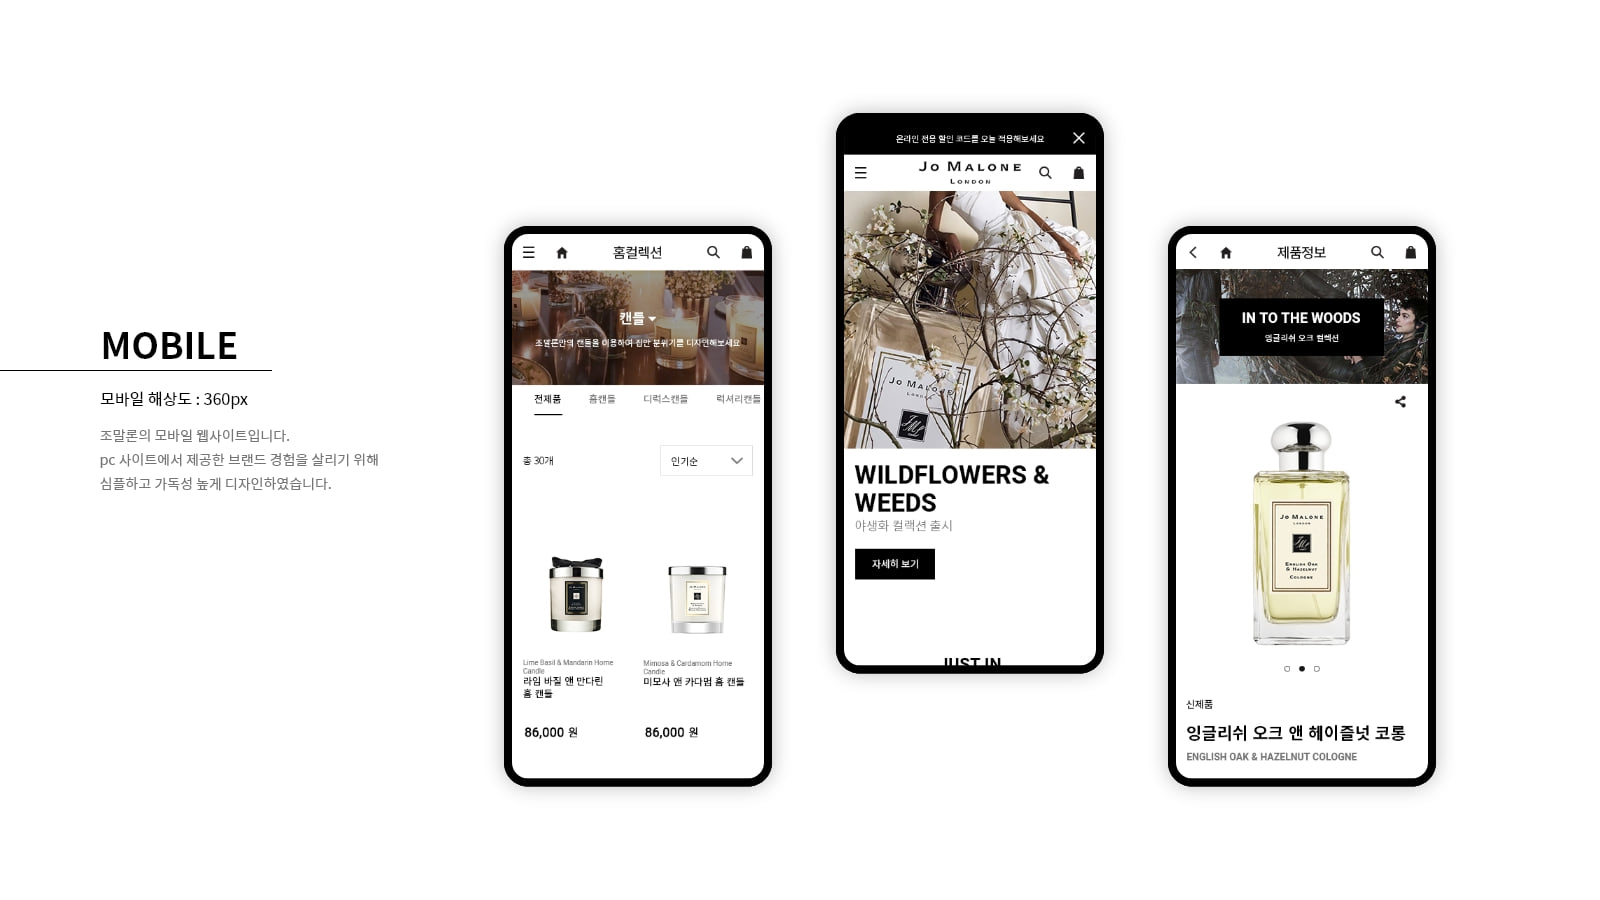 MOBILE
모바일 해상도 : 360px
조말론의 모바일 웹사이트입니다.
pc 사이트에서 제공한 브랜드 경험을 살리기 위해
심플하고 가독성 높게 디자인하였습니다.
홈컬렉션
캔들
조말론만의 캔들을 이용하여 집안 분위기를 디자인해보세요
전제품 홈캔들 디럭스캔들 럭셔리캔들
총 30개
인기순
Lime Basil & Mandarin Home
Candle
라임 바질 앤 만다린
홈 캔들
86,000 원
Mimosa & Cardamom Home
Candle
미모사 앤 카다멈 홈 캔들
86,000 원
온라인 전용 할인 코드를 오늘 적용해보세요
JO MALONE
LONDON
JO MALONE
LONDON
WILDFLOWERS &
WEEDS
야생화 컬랙션 출시
자세히 보기
JUST IN
제품정보
IN TO THE WOODS
잉글리쉬 오크 컬렉션
JO MALONE
LONDON
ENGLISH OAK
& HAZELNUT
COLOGNE
신제품
잉글리쉬 오크 앤 헤이즐넛 코롱
ENGLISH OAK & HAZELNUT COLOGNE